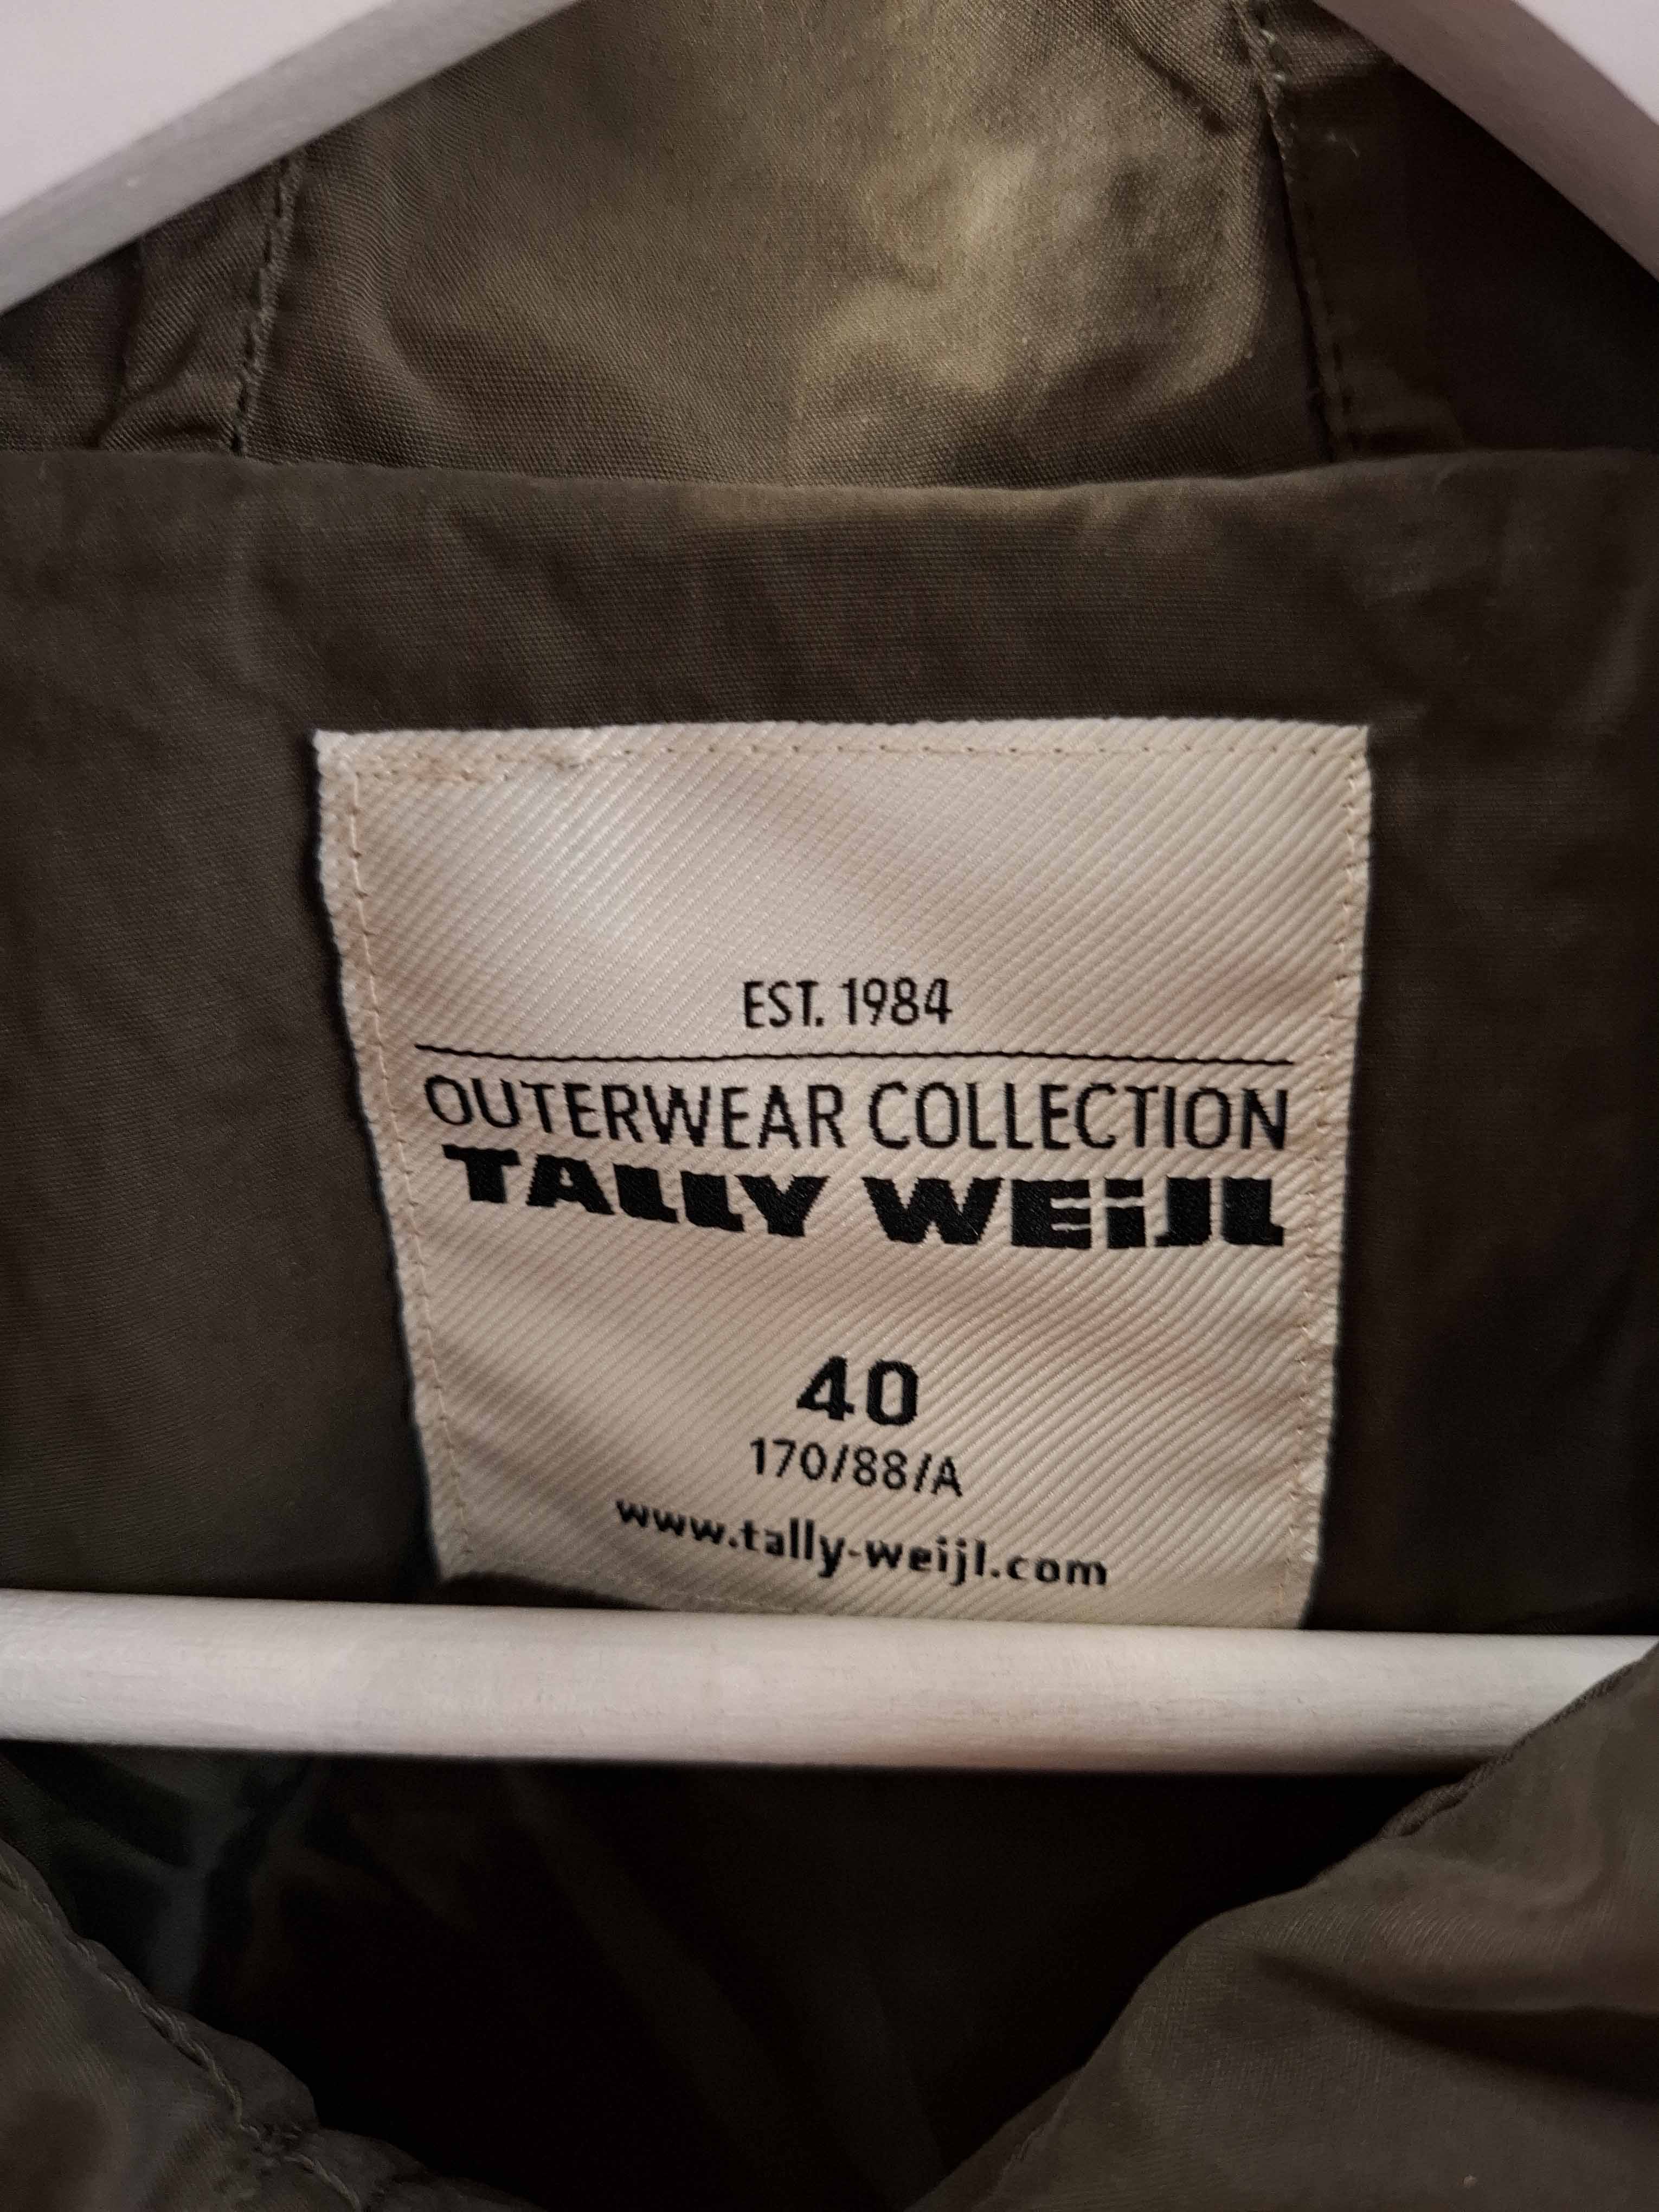 EST. 1984
OUTERWEAR COLLECTION
TALLY WEiJL
40
170/88/A
www.tally-weijl.com